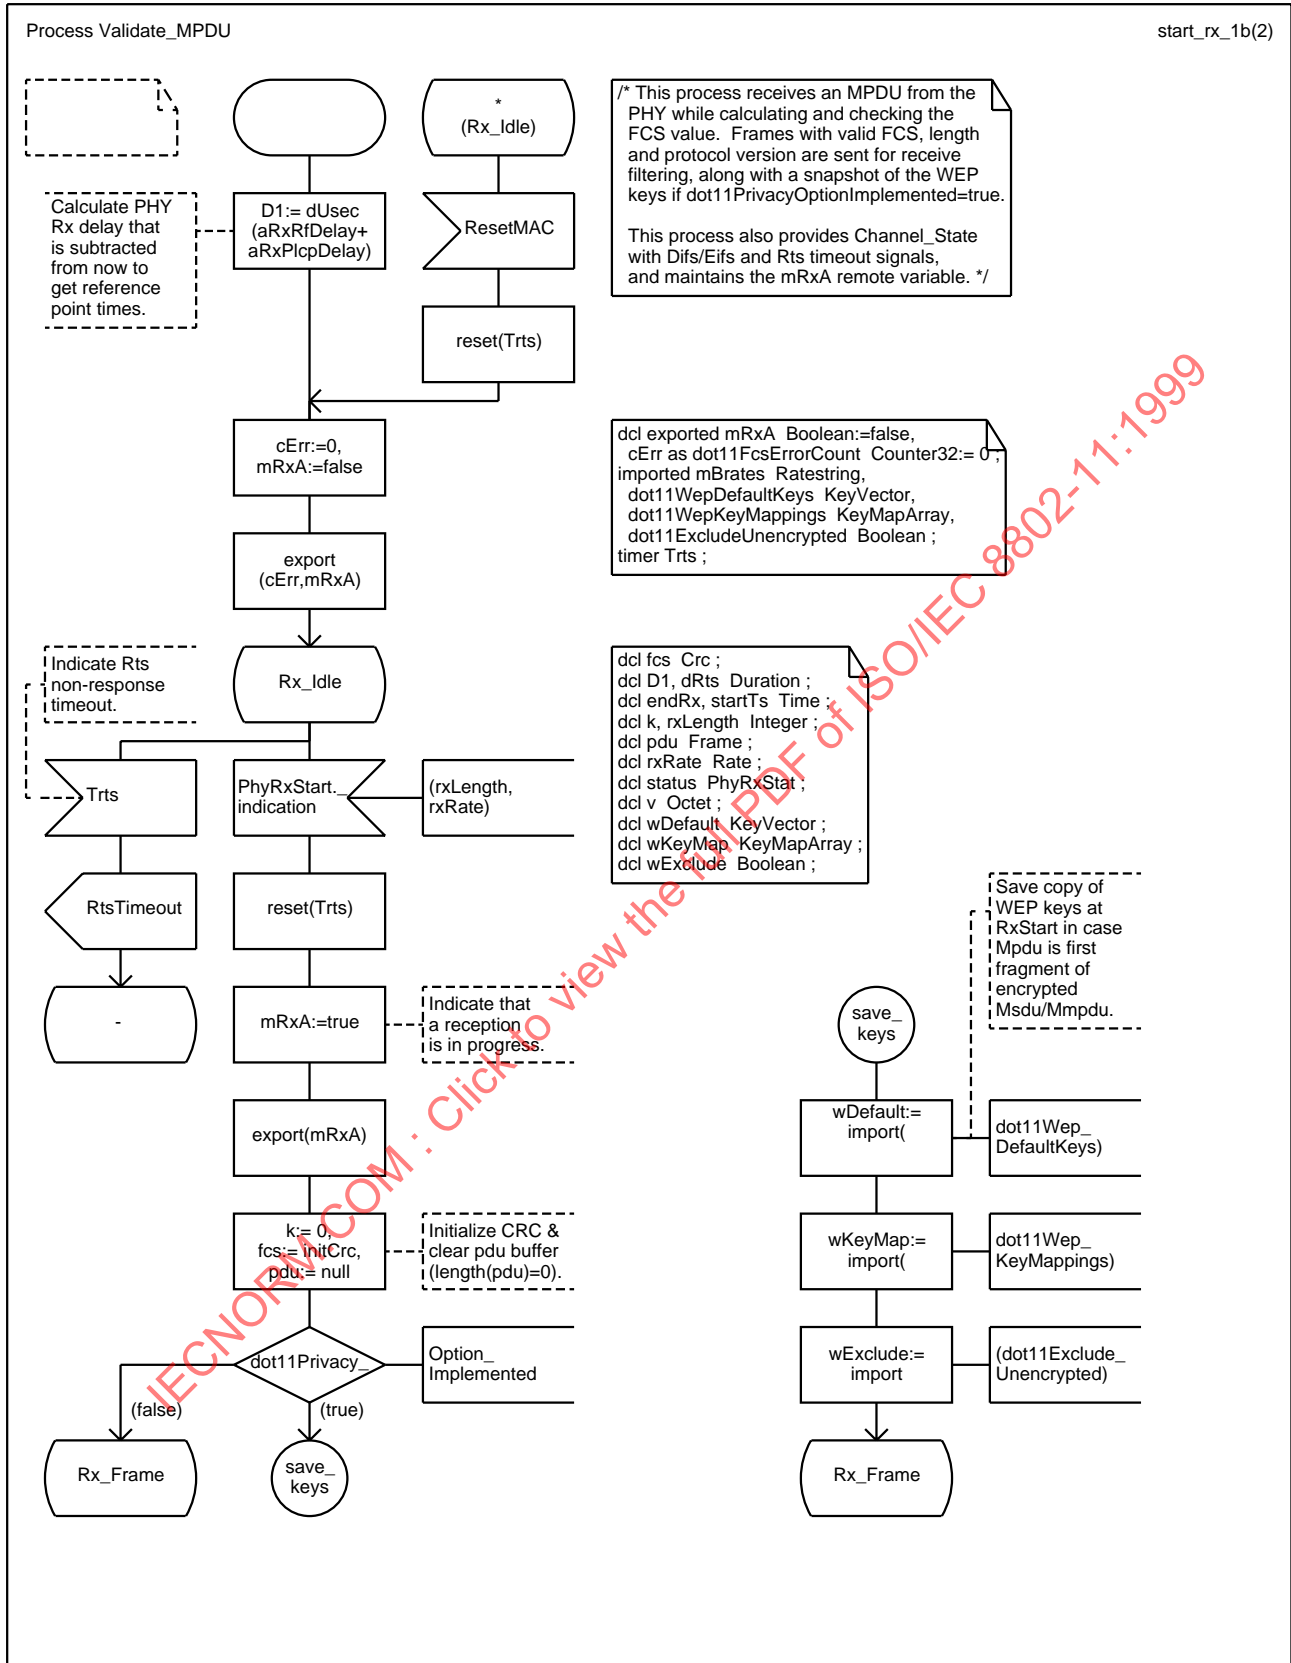 Process Validate_MPDU
start_rx_1b(2)
*
(Rx_Idle)
/* This process receives an MPDU from the
PHY while calculating and checking the
FCS value.  Frames with valid FCS, length
and protocol version are sent for receive
filtering, along with a snapshot of the WEP
keys if dot11PrivacyOptionImplemented=true.
This process also provides Channel_State
with Difs/Eifs and Rts timeout signals,
and maintains the mRxA remote variable. */
Calculate PHY
Rx delay that
is subtracted
from now to
get reference
point times.
D1:= dUsec
(aRxRfDelay+
aRxPlcpDelay)
ResetMAC
reset(Trts)
cErr:=0,
mRxA:=false
dcl exported mRxA  Boolean:=false,
cErr as dot11FcsErrorCount  Counter32:= 0 ;
imported mBrates  Ratestring,
dot11WepDefaultKeys  KeyVector,
dot11WepKeyMappings  KeyMapArray,
dot11ExcludeUnencrypted  Boolean ;
timer Trts ;
export
(cErr,mRxA)
Indicate Rts
non-response
timeout.
Rx_Idle
dcl fcs  Crc ;
dcl D1, dRts  Duration ;
dcl endRx, startTs  Time ;
dcl k, rxLength  Integer ;
dcl pdu  Frame ;
dcl rxRate  Rate ;
dcl status  PhyRxStat ;
dcl v  Octet ;
dcl wDefault  KeyVector ;
dcl wKeyMap  KeyMapArray ;
dcl wExclude  Boolean ;
Trts
PhyRxStart._
indication
(rxLength,
rxRate)
RtsTimeout
reset(Trts)
Save copy of
WEP keys at
RxStart in case
Mpdu is first
fragment of
encrypted
Msdu/Mmpdu.
-
mRxA:=true
Indicate that
a reception
is in progress.
save_
keys
export(mRxA)
wDefault:=
import(
dot11Wep_
DefaultKeys)
k:= 0,
fcs:= initCrc,
pdu:= null
Initialize CRC &
clear pdu buffer
(length(pdu)=0).
wKeyMap:=
import(
dot11Wep_
KeyMappings)
dot11Privacy_
Option_
Implemented
wExclude:=
import
(dot11Exclude_
Unencrypted)
(false)
(true)
Rx_Frame
save_
keys
Rx_Frame
IECNORM.COM : Click to view the full PDF of ISO/IEC 8802-11:1999